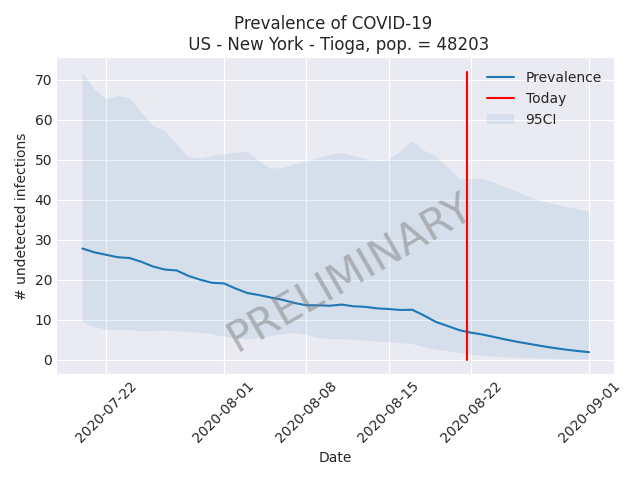 Prevalence of COVID-19
US - New York - Tioga, pop. = 48203
# undetected infections
70
60
50
40
30
20
10
0
Prevalence
Today
95CI
PRELIMINARY
2020-07-22
2020-08-01
2020-08-08
2020-08-15
2020-08-22
2020-09-01
Date